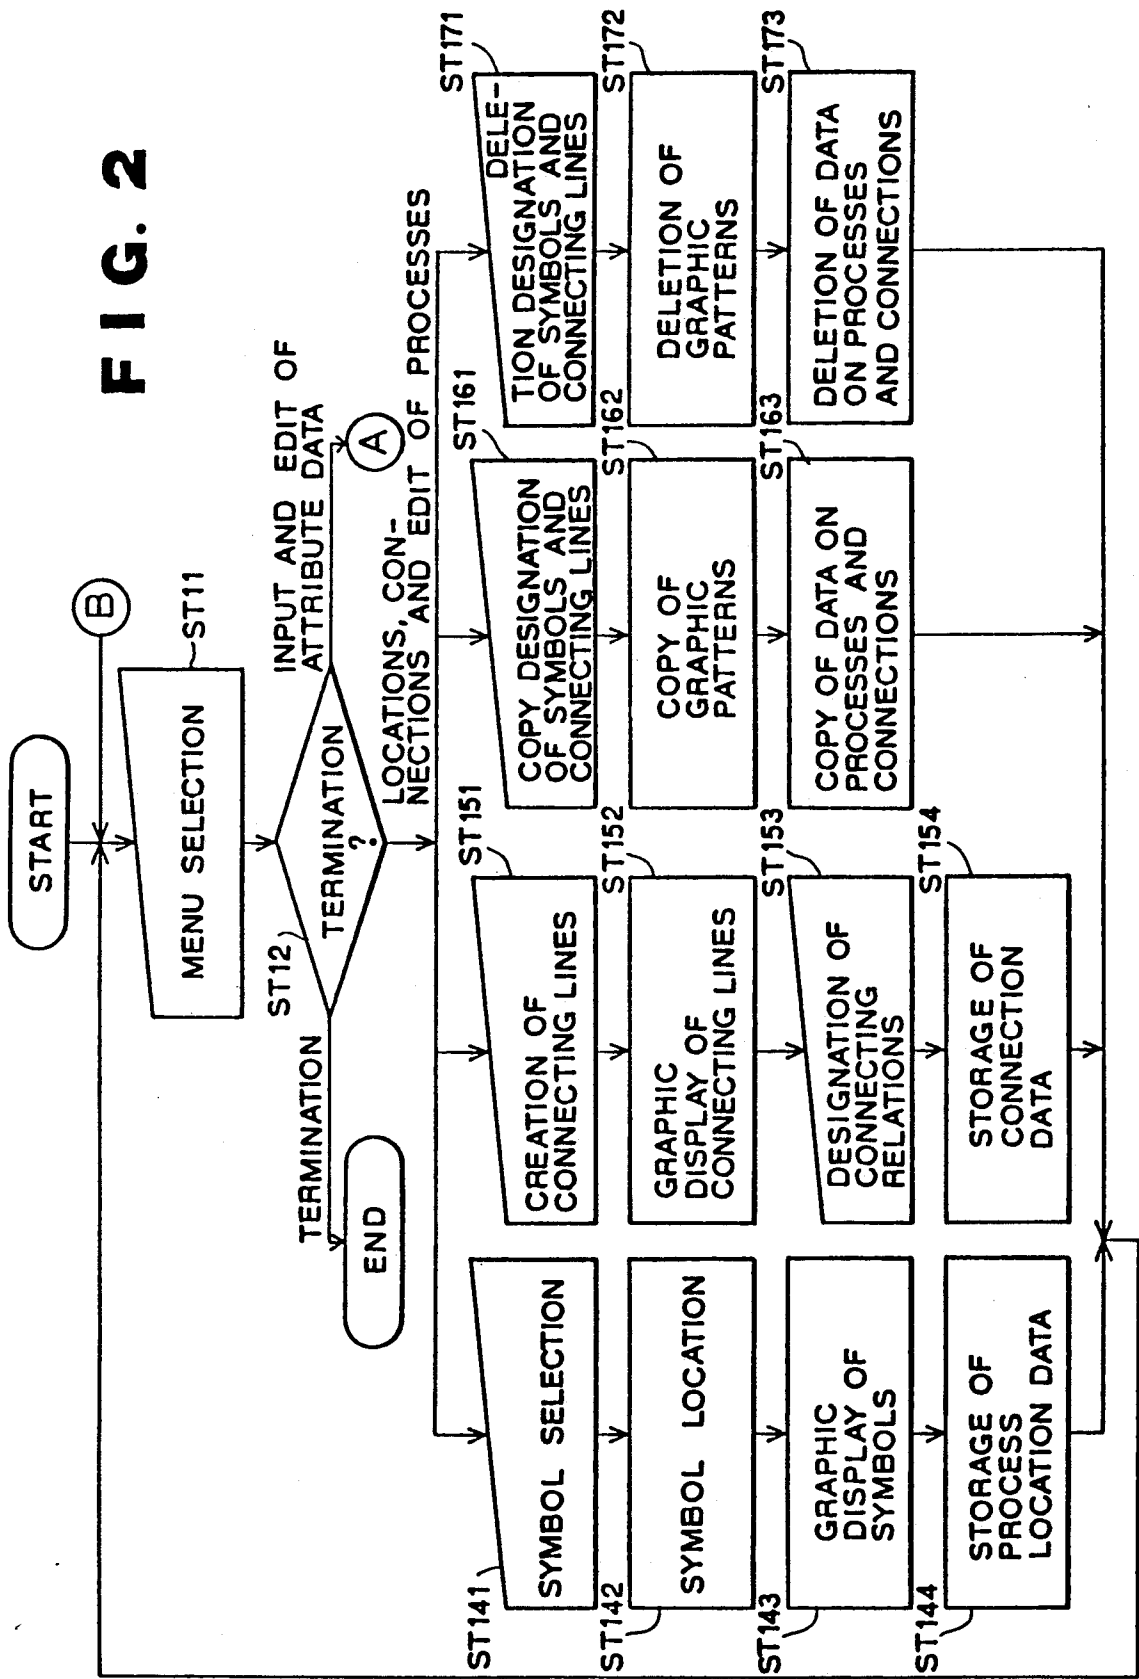 FIG. 2
START
B
MENU SELECTION
ST11
ST12
TERMINATION
?
TERMINATION
END
INPUT AND EDIT OF
ATTRIBUTE DATA
A
LOCATIONS, CON-
NECTIONS AND EDIT OF PROCESSES
ST141
SYMBOL SELECTION
ST142
SYMBOL LOCATION
ST143
GRAPHIC
DISPLAY OF
SYMBOLS
ST144
STORAGE OF
PROCESS
LOCATION DATA
ST151
CREATION OF
CONNECTING LINES
ST152
GRAPHIC
DISPLAY OF
CONNECTING LINES
ST153
DESIGNATION OF
CONNECTING
RELATIONS
ST154
STORAGE OF
CONNECTION
DATA
ST161
COPY DESIGNATION
OF SYMBOLS AND
CONNECTING LINES
ST162
COPY OF
GRAPHIC
PATTERNS
ST163
COPY OF DATA ON
PROCESSES AND
CONNECTIONS
ST171
DELE-
TION DESIGNATION
OF SYMBOLS AND
CONNECTING LINES
ST172
DELETION OF
GRAPHIC
PATTERNS
ST173
DELETION OF DATA
ON PROCESSES
AND CONNECTIONS